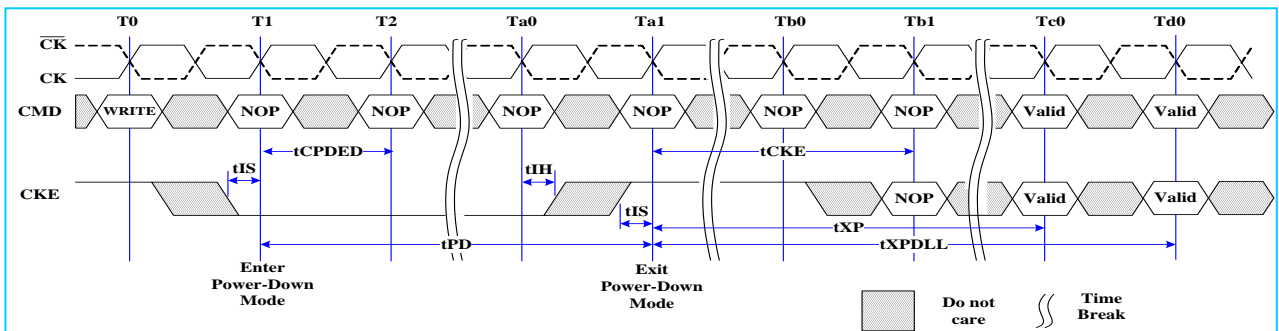 T0 T1 T2 Ta0 Ta1 Tb0 Tb1 Tc0 Td0
CK
CK
CMD WRITE NOP NOP NOP NOP NOP NOP Valid Valid
tCPDED tCKE
tIS tIH
CKE NOP Valid Valid
tIS
tXP
tPD tXPDLL
Enter
Power-Down
Mode
Exit
Power-Down
Mode
Do not
care
Time
Break